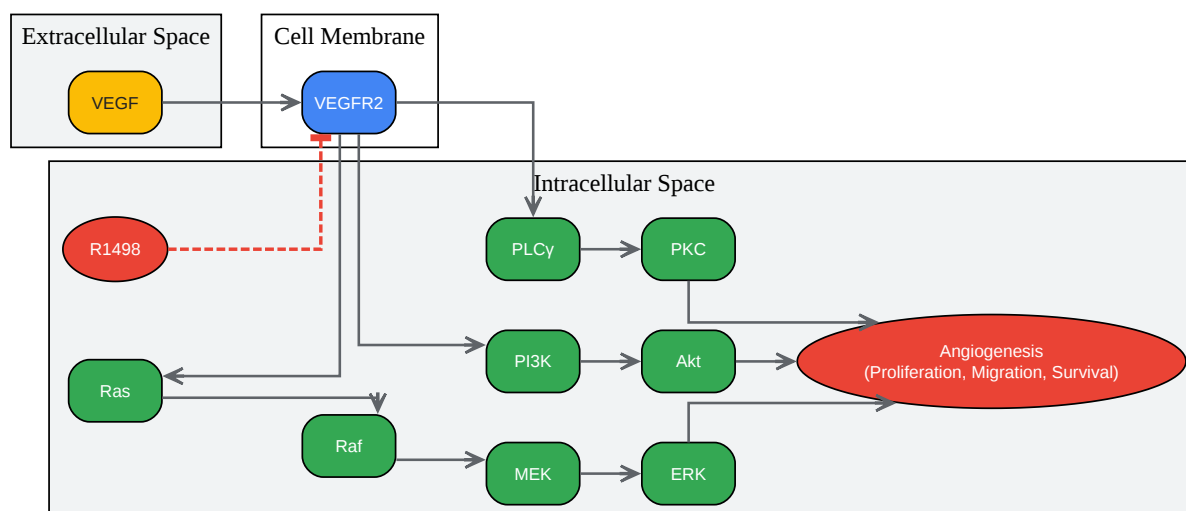 Extracellular Space
Cell Membrane
VEGF
VEGFR2
Intracellular Space
R1498
PLCγ
PKC
Angiogenesis
(Proliferation, Migration, Survival)
PI3K
Akt
Ras
Raf
MEK
ERK